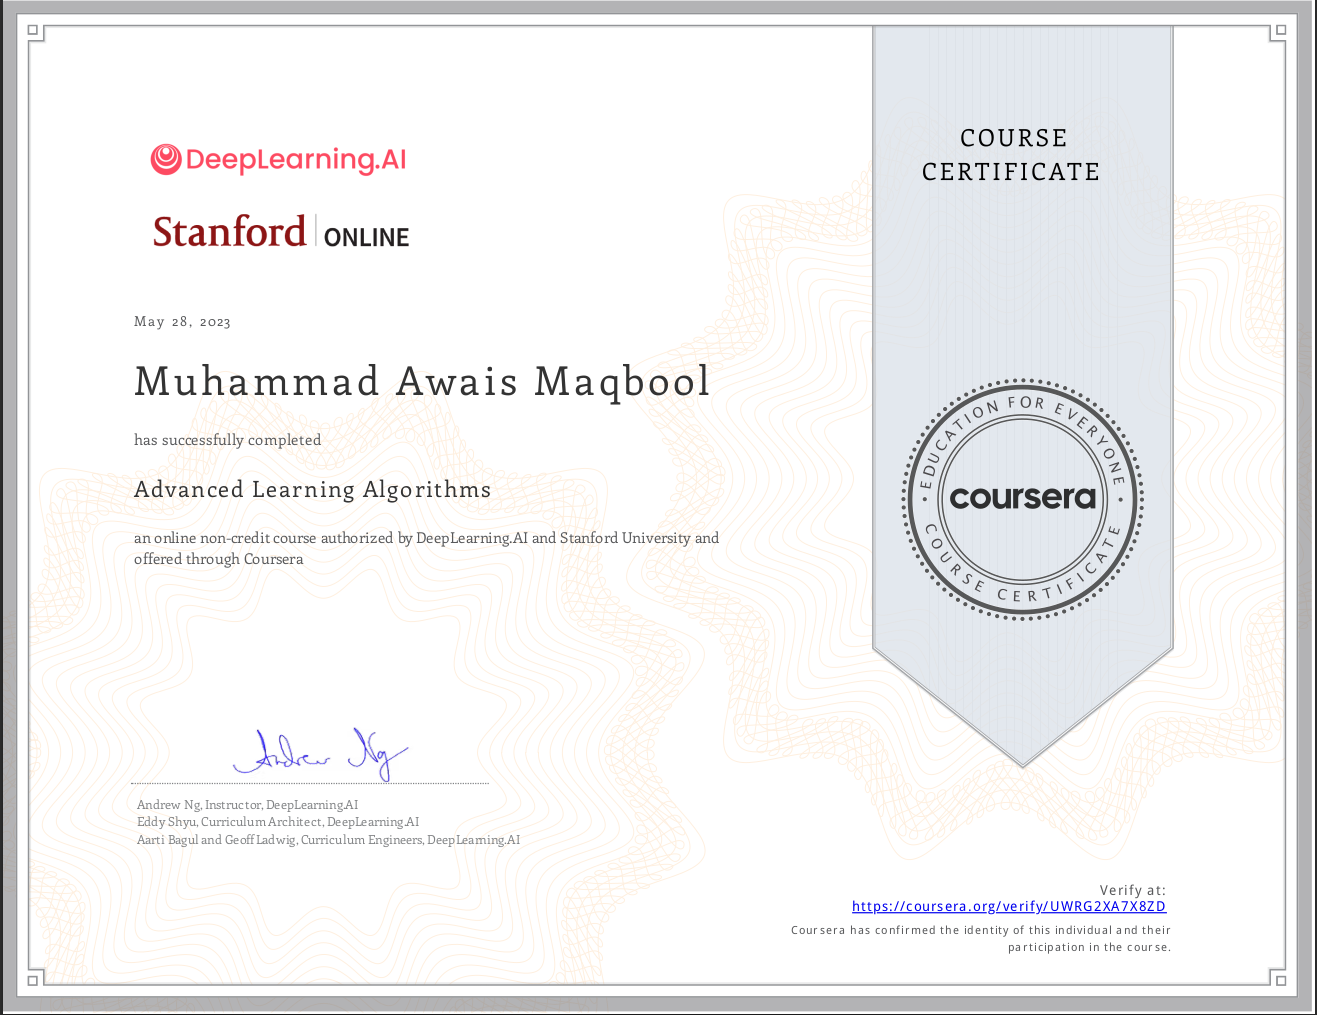 DeepLearning.AI
Stanford ONLINE
May 28, 2023
Muhammad Awais Maqbool
has successfully completed
Advanced Learning Algorithms
an online non-credit course authorized by DeepLearning.AI and Stanford University and
offered through Coursera
Andrew Ng
Andrew Ng, Instructor, DeepLearning.AI
Eddy Shyu, Curriculum Architect, DeepLearning.AI
Aarti Bagul and Geoff Ladwig, Curriculum Engineers, DeepLearning.AI
COURSE
CERTIFICATE
EDUCATION FOR EVERYONE
coursera
COURSE CERTIFICATE
Verify at:
https://coursera.org/verify/UWRG2XA7X8ZD
Coursera has confirmed the identity of this individual and their
participation in the course.